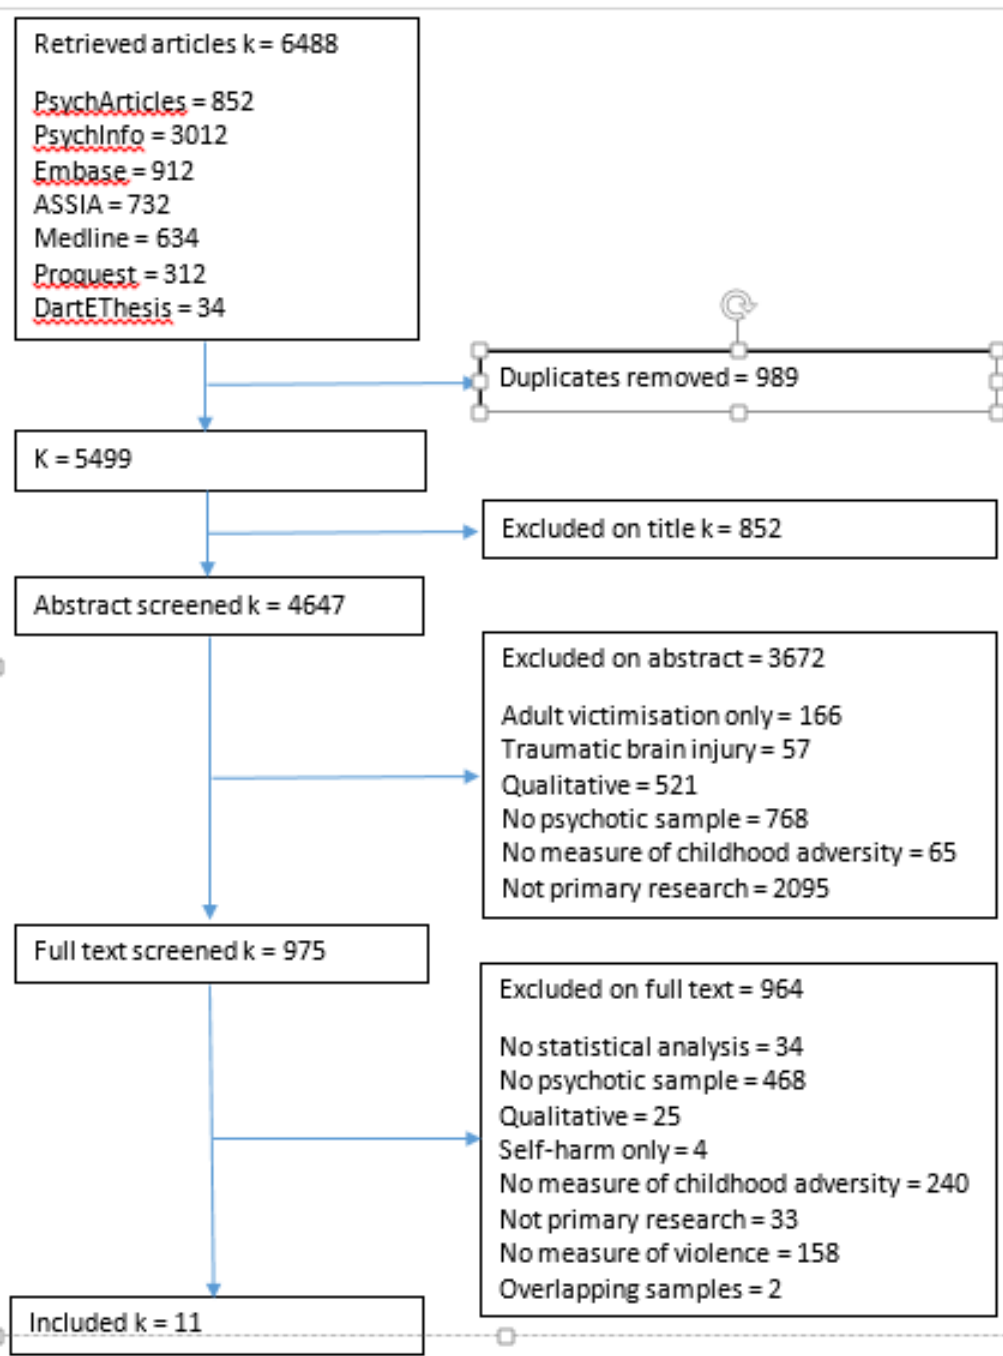 Retrieved articles k = 6488
PsychArticles = 852
PsychInfo = 3012
Embase = 912
ASSIA = 732
Medline = 634
Proquest = 312
DartEThesis = 34
Duplicates removed = 989
K = 5499
Excluded on title k = 852
Abstract screened k = 4647
Excluded on abstract = 3672
Adult victimisation only = 166
Traumatic brain injury = 57
Qualitative = 521
No psychotic sample = 768
No measure of childhood adversity = 65
Not primary research = 2095
Full text screened k = 975
Excluded on full text = 964
No statistical analysis = 34
No psychotic sample = 468
Qualitative = 25
Self-harm only = 4
No measure of childhood adversity = 240
Not primary research = 33
No measure of violence = 158
Overlapping samples = 2
Included k = 11